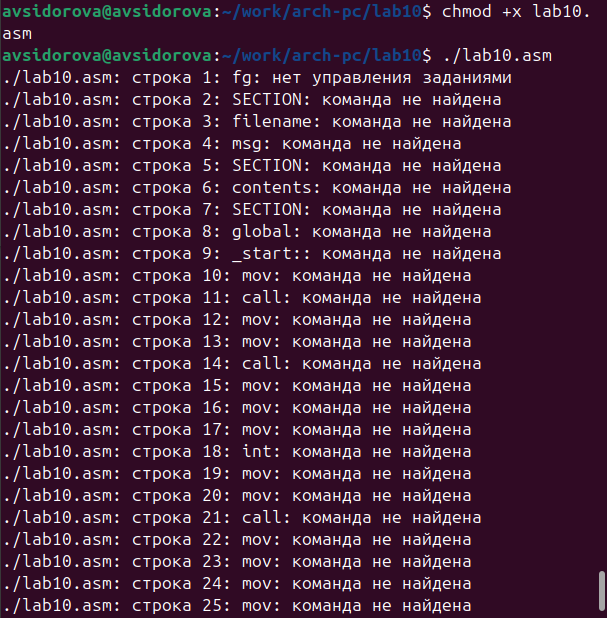 avsidorova@avsidorova:~/work/arch-pc/lab10$ chmod +x lab10.
asm
avsidorova@avsidorova:~/work/arch-pc/lab10$ ./lab10.asm
./lab10.asm: строка 1: fg: нет управления заданиями
./lab10.asm: строка 2: SECTION: команда не найдена
./lab10.asm: строка 3: filename: команда не найдена
./lab10.asm: строка 4: msg: команда не найдена
./lab10.asm: строка 5: SECTION: команда не найдена
./lab10.asm: строка 6: contents: команда не найдена
./lab10.asm: строка 7: SECTION: команда не найдена
./lab10.asm: строка 8: global: команда не найдена
./lab10.asm: строка 9: _start:: команда не найдена
./lab10.asm: строка 10: mov: команда не найдена
./lab10.asm: строка 11: call: команда не найдена
./lab10.asm: строка 12: mov: команда не найдена
./lab10.asm: строка 13: mov: команда не найдена
./lab10.asm: строка 14: call: команда не найдена
./lab10.asm: строка 15: mov: команда не найдена
./lab10.asm: строка 16: mov: команда не найдена
./lab10.asm: строка 17: mov: команда не найдена
./lab10.asm: строка 18: int: команда не найдена
./lab10.asm: строка 19: mov: команда не найдена
./lab10.asm: строка 20: mov: команда не найдена
./lab10.asm: строка 21: call: команда не найдена
./lab10.asm: строка 22: mov: команда не найдена
./lab10.asm: строка 23: mov: команда не найдена
./lab10.asm: строка 24: mov: команда не найдена
./lab10.asm: строка 25: mov: команда не найдена